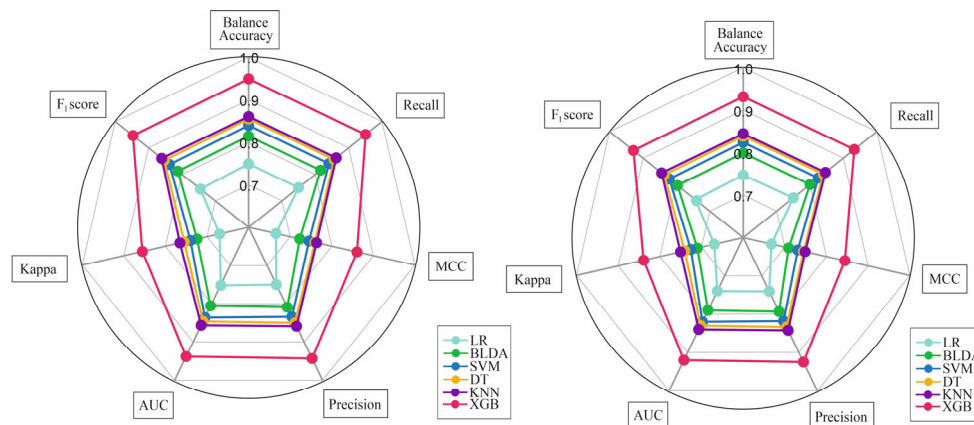 Balance
Accuracy
1.0
0.9
0.8
0.7
F1 score
Recall
Kappa
MCC
AUC
Precision
LR
BLDA
SVM
DT
KNN
XGB
Balance
Accuracy
1.0
0.9
0.8
0.7
F1 score
Recall
Kappa
MCC
AUC
Precision
LR
BLDA
SVM
DT
KNN
XGB